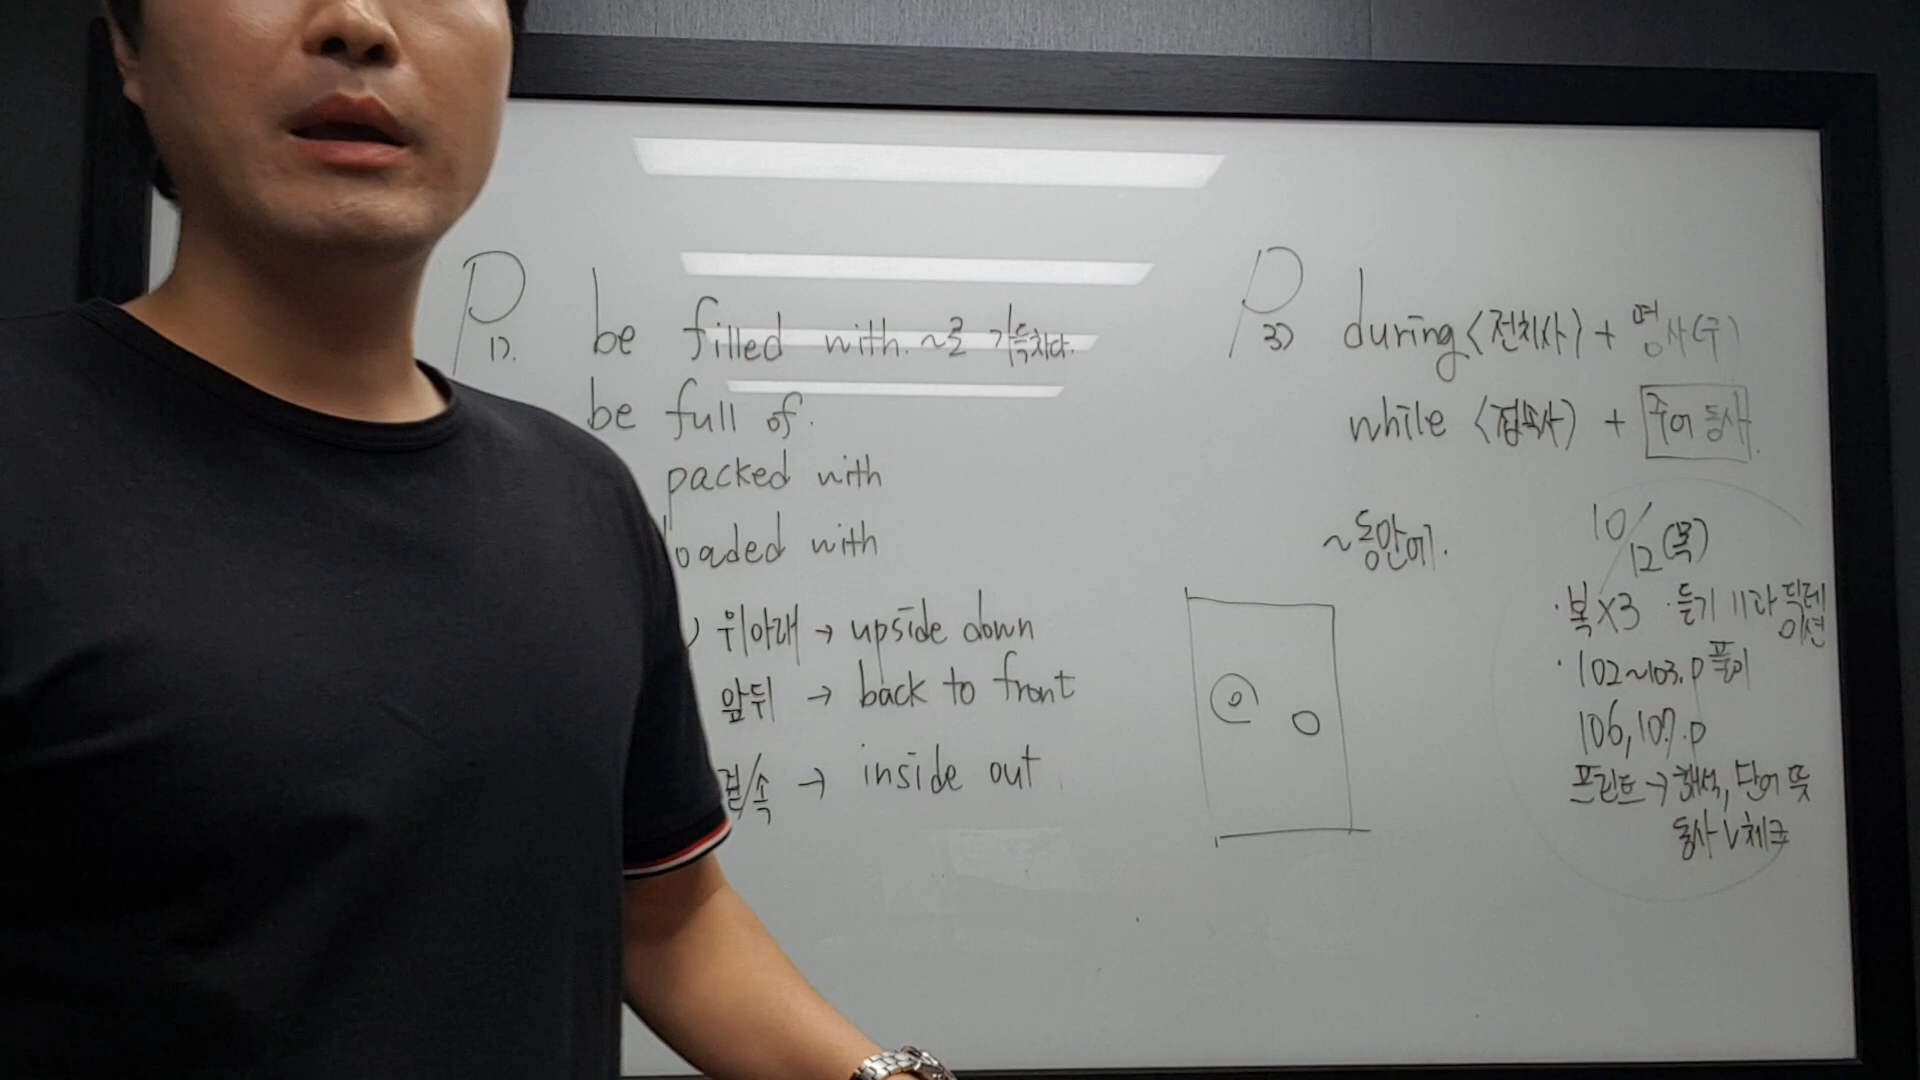 P 1). be filled with. ~로 가득차다.
be full of.
packed with
loaded with
) 위아래 → upside down
앞뒤 → back to front
겉/속 → inside out
P 3) during <전치사> + 명사(구)
while <접속사> + 주어 동사.
~동안에.
10/12(목)
·복X3 ·듣기 11과 딕테이션
·102~103.p 풀이
106, 107.p
프린트 → 해석, 단어 뜻
동사 V 체크